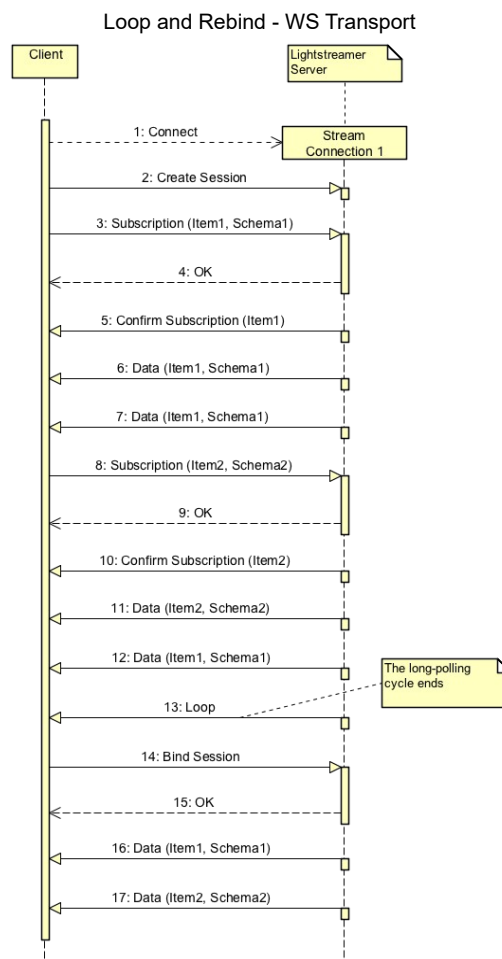 Loop and Rebind - WS Transport
Client
Lightstreamer
Server
1: Connect
Stream
Connection 1
2: Create Session
3: Subscription (Item1, Schema1)
4: OK
5: Confirm Subscription (Item1)
6: Data (Item1, Schema1)
7: Data (Item1, Schema1)
8: Subscription (Item2, Schema2)
9: OK
10: Confirm Subscription (Item2)
11: Data (Item2, Schema2)
12: Data (Item1, Schema1)
The long-polling
cycle ends
13: Loop
14: Bind Session
15: OK
16: Data (Item1, Schema1)
17: Data (Item2, Schema2)